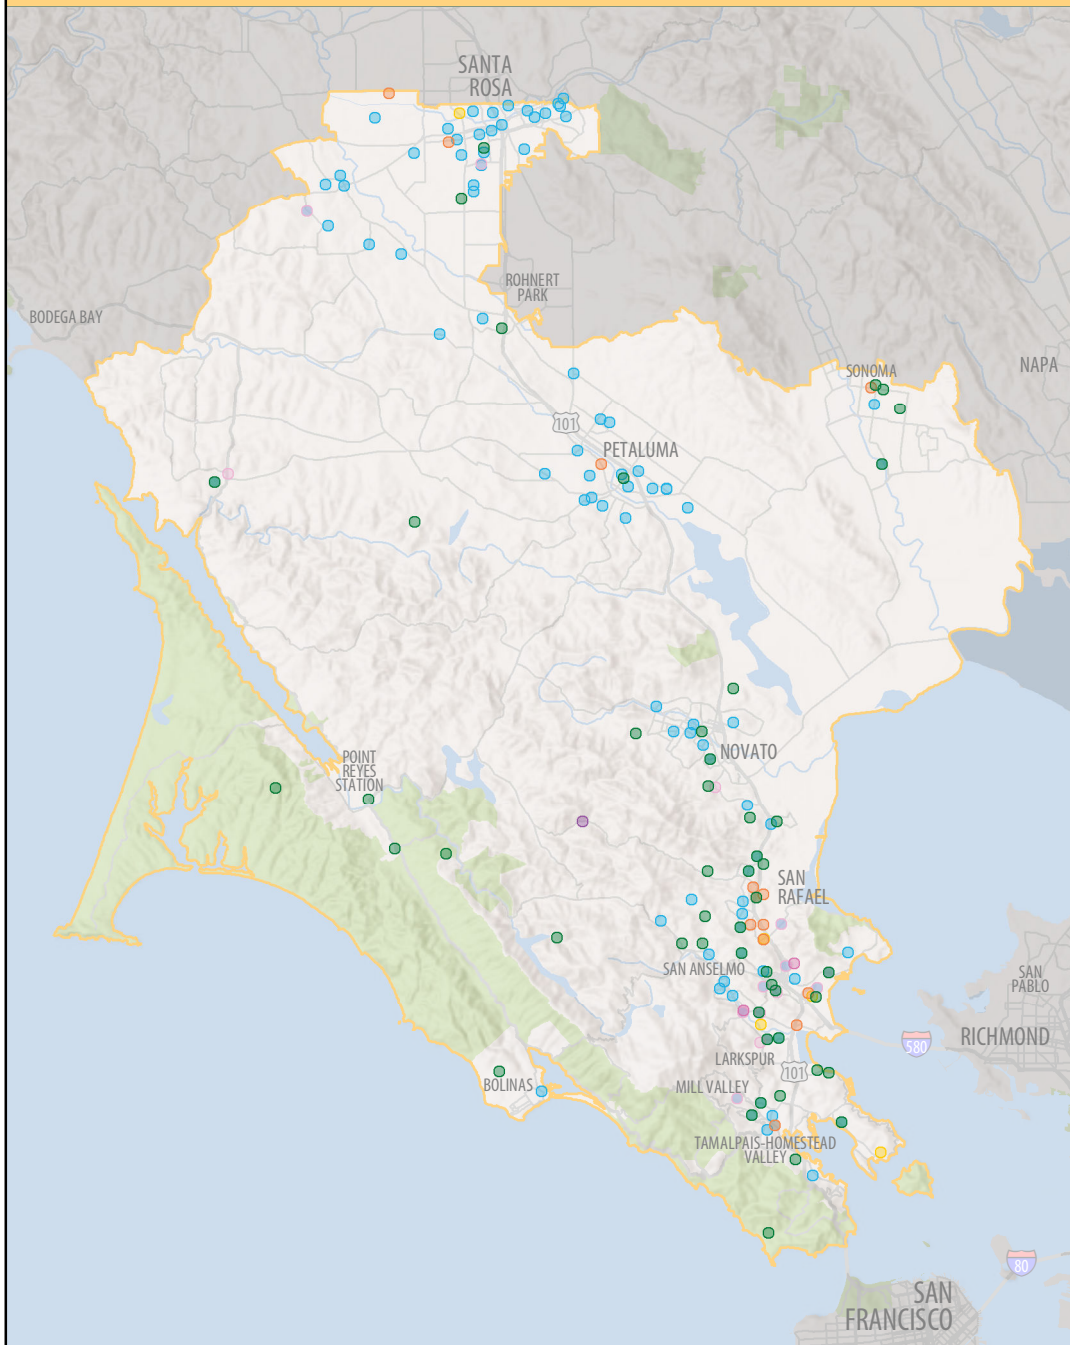 SANTA
ROSA
ROHNERT
PARK
BODEGA BAY
NAPA
SONOMA
101
PETALUMA
NOVATO
POINT
REYES
STATION
SAN
RAFAEL
SAN ANSELMO
SAN
PABLO
RICHMOND
580
LARKSPUR
101
MILL VALLEY
BOLINAS
TAMALPAIS-HOMESTEAD
VALLEY
80
SAN
FRANCISCO